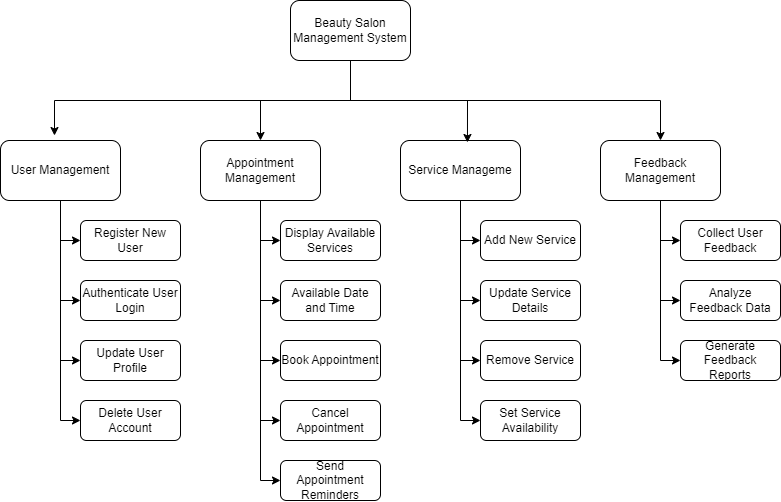 Beauty Salon
Management System
User Management
Appointment
Management
Service Manageme
Feedback
Management
Register New
User
Authenticate User
Login
Update User
Profile
Delete User
Account
Display Available
Services
Available Date
and Time
Book Appointment
Cancel
Appointment
Send
Appointment
Reminders
Add New Service
Update Service
Details
Remove Service
Set Service
Availability
Collect User
Feedback
Analyze
Feedback Data
Generate
Feedback
Reports